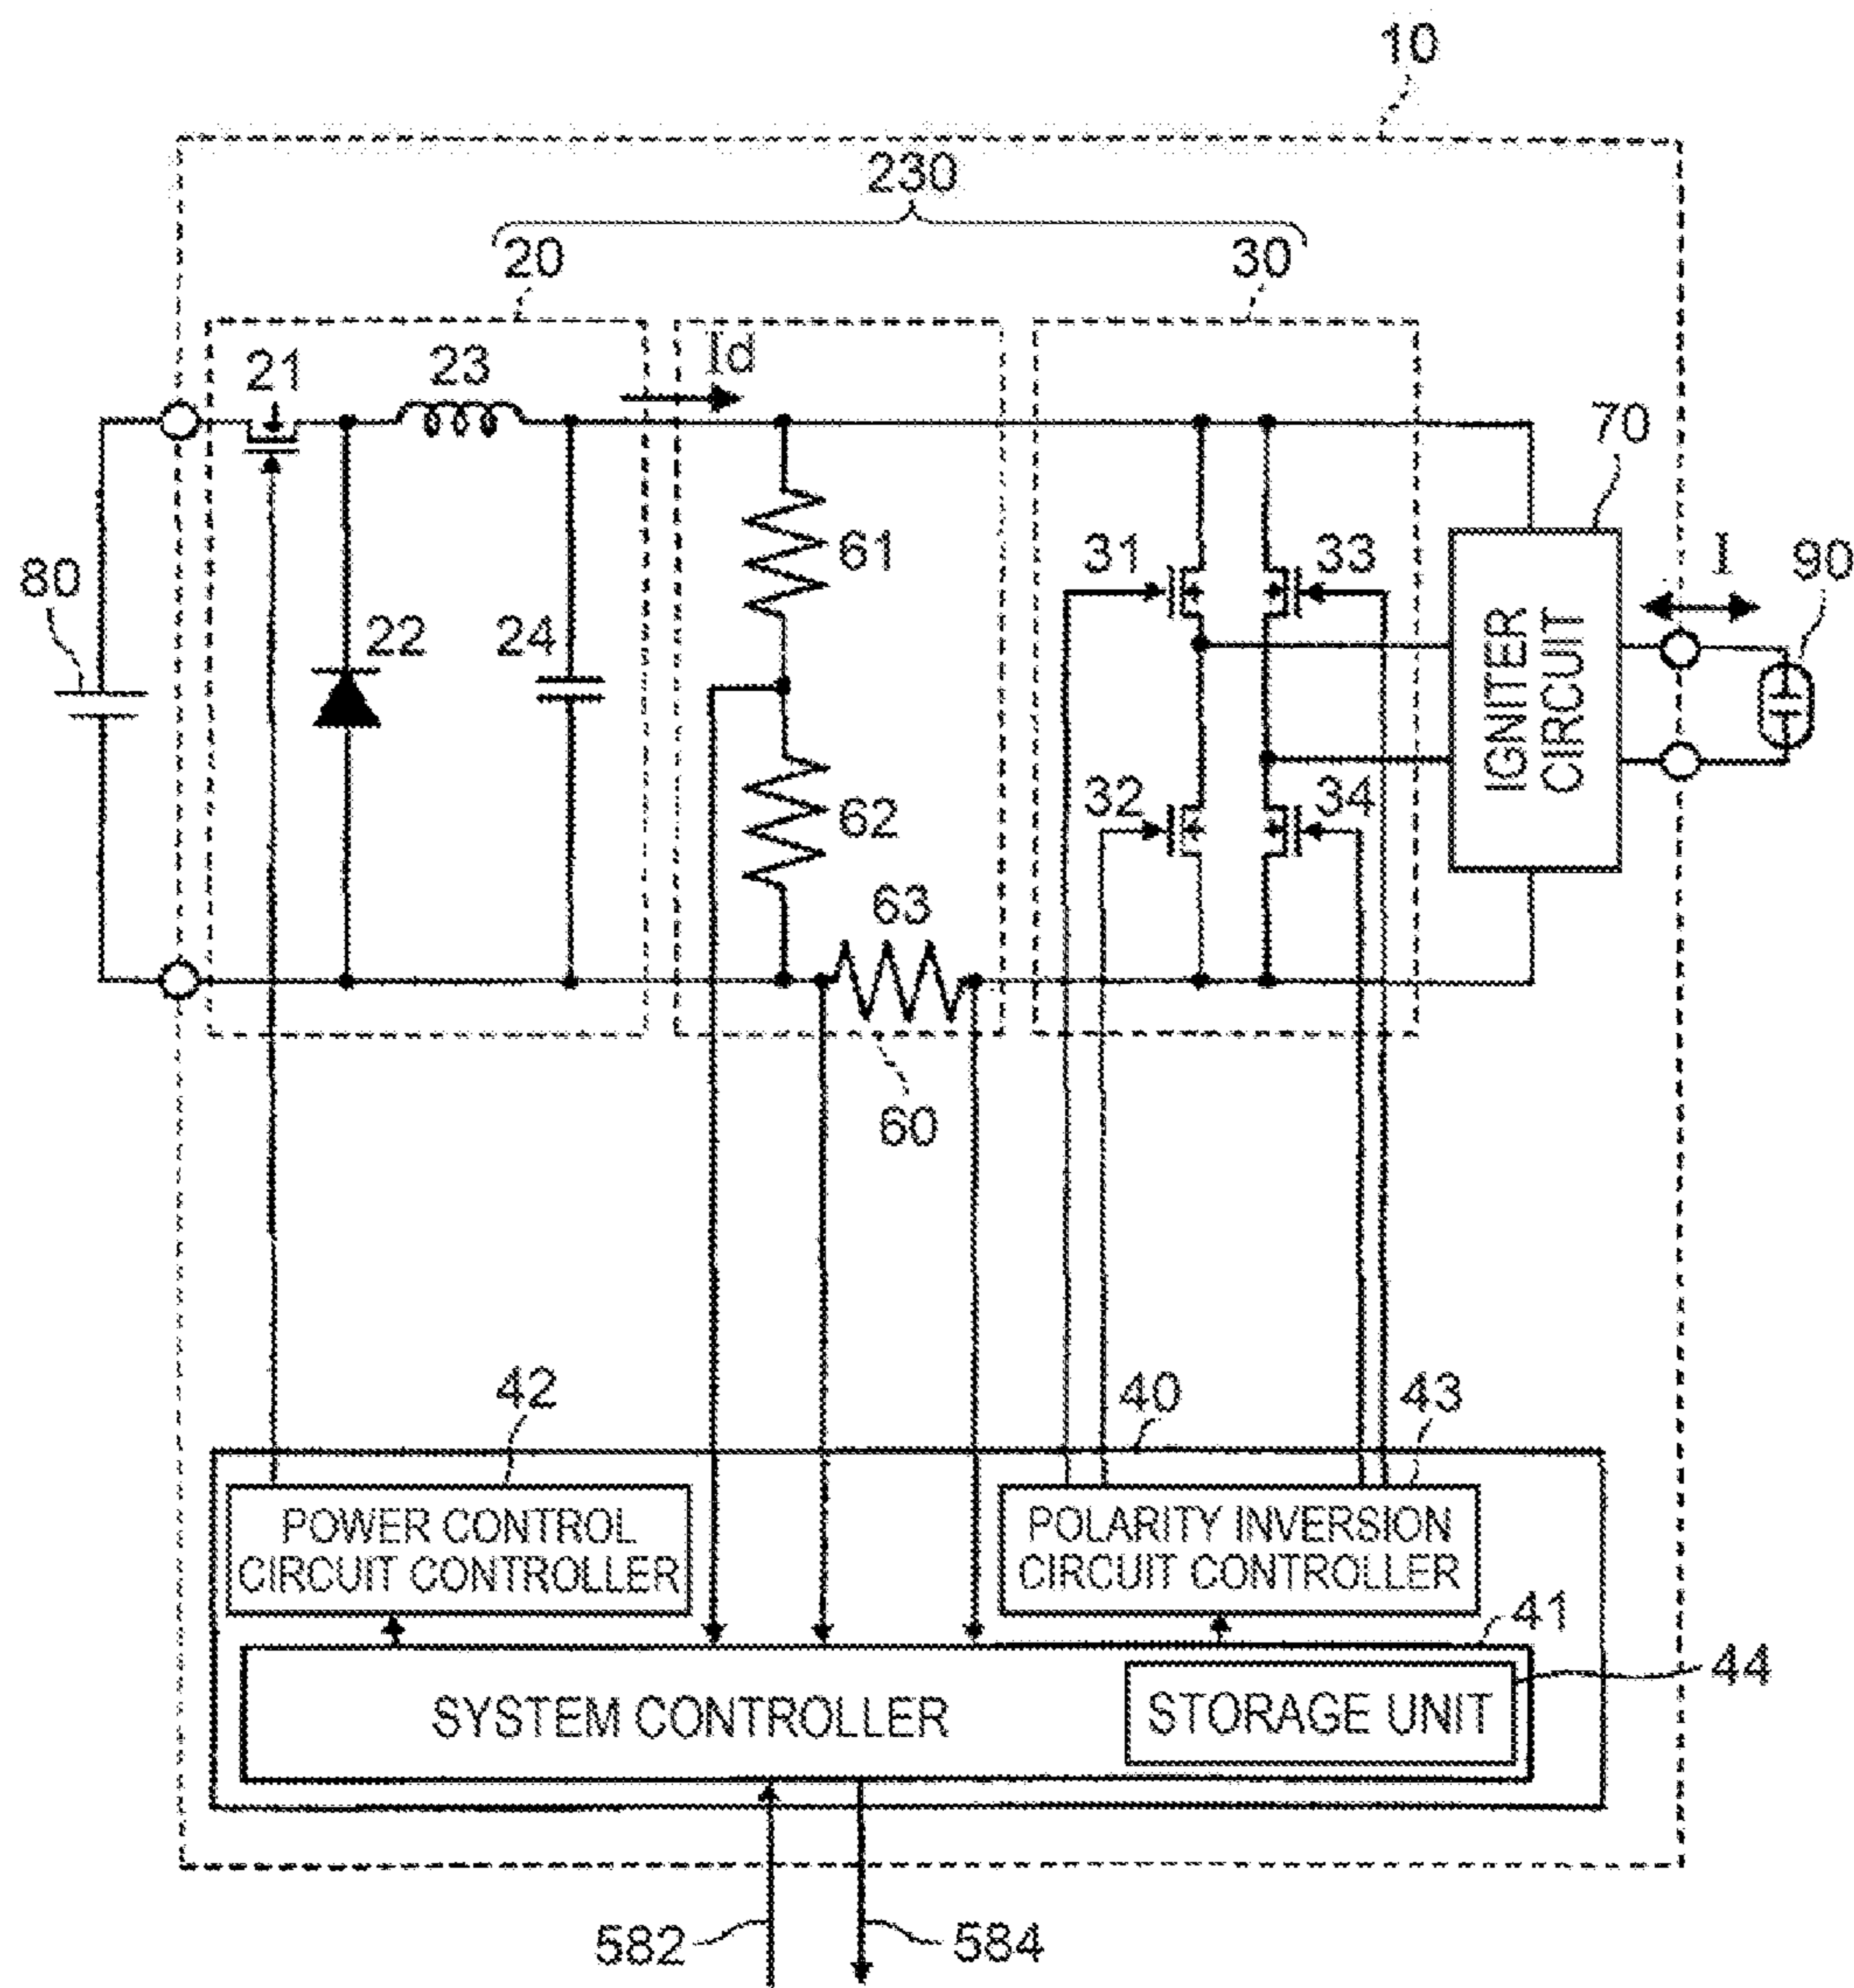 10
230
20
30
21
23
Id
70
80
61
31
33
I
90
22
24
IGNITER
CIRCUIT
62
32
34
63
60
42
40
43
POWER CONTROL
CIRCUIT CONTROLLER
POLARITY INVERSION
CIRCUIT CONTROLLER
41
44
SYSTEM CONTROLLER
STORAGE UNIT
582
584